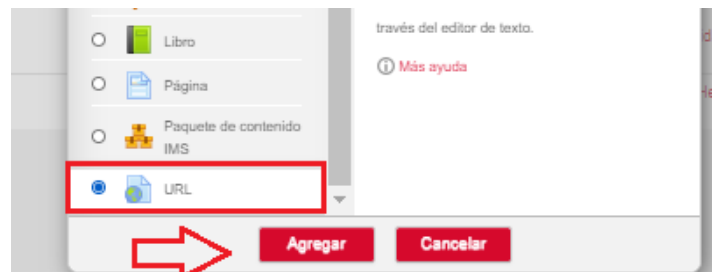 través del editor de texto.
Libro
Más ayuda
Página
Paquete de contenido
IMS
URL
Agregar
Cancelar